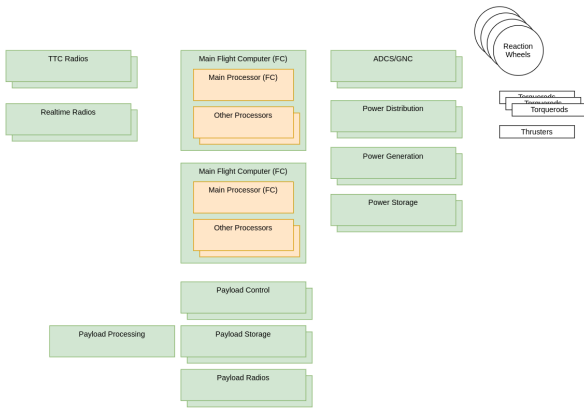 TTC Radios
Realtime Radios
Main Flight Computer (FC)
Main Processor (FC)
Other Processors
Main Flight Computer (FC)
Main Processor (FC)
Other Processors
ADCS/GNC
Power Distribution
Power Generation
Power Storage
Reaction
Wheels
Torquerods
Torquerods
Torquerods
Thrusters
Payload Control
Payload Processing
Payload Storage
Payload Radios